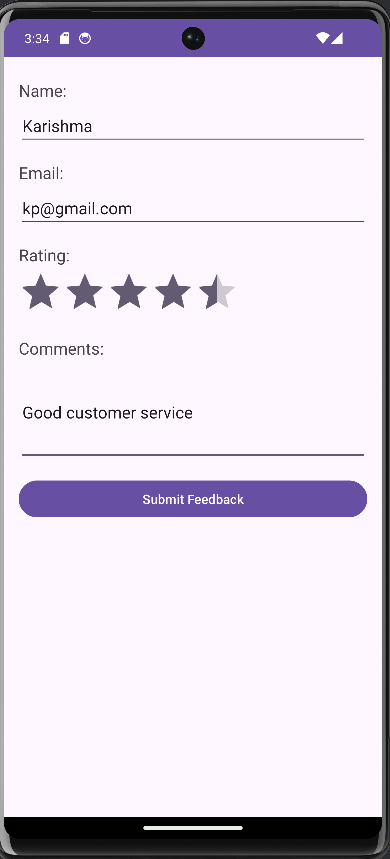 3:34
Name:
Karishma
Email:
kp@gmail.com
Rating:
Comments:
Good customer service
Submit Feedback